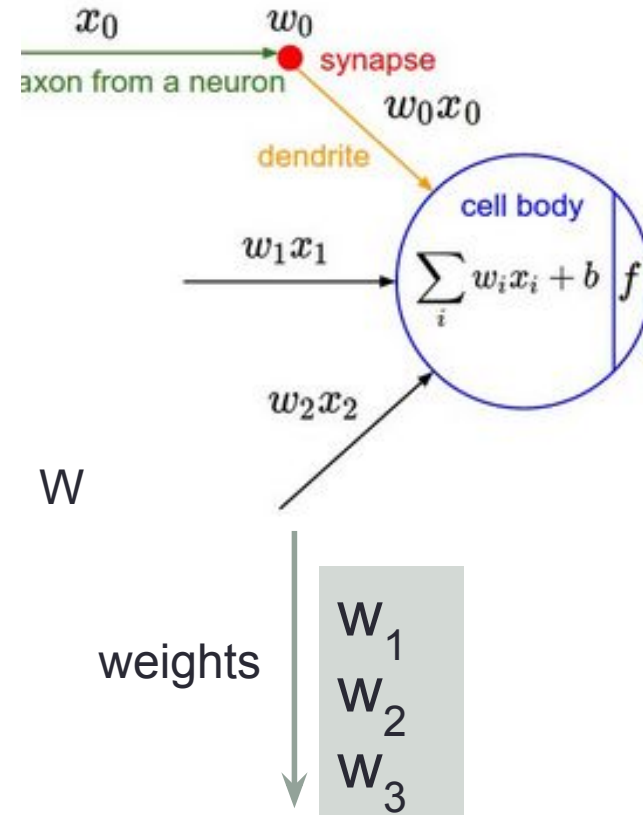 x₀ w₀
axon from a neuron
synapse
w₀x₀
dendrite
cell body
w₁x₁
∑ᵢ wᵢxᵢ + b f
w₂x₂
W
weights
w₁
w₂
w₃